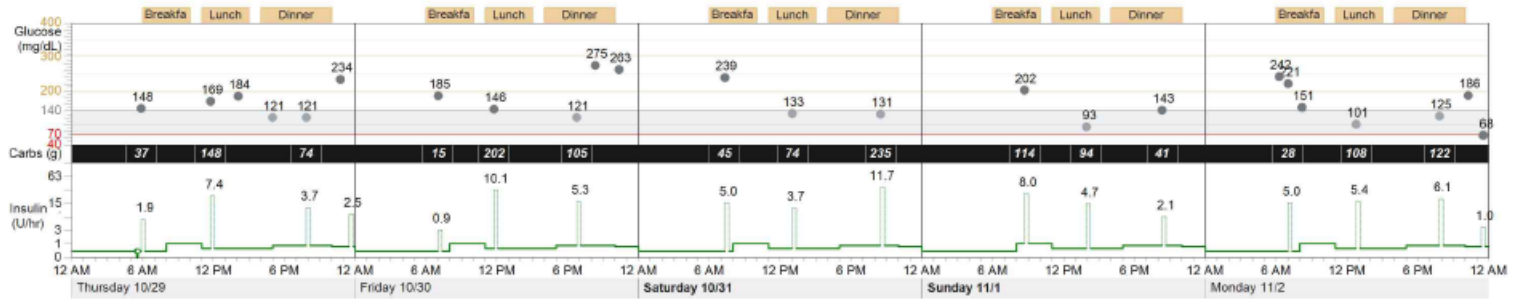 Breakfa Lunch Dinner Breakfa Lunch Dinner Breakfa Lunch Dinner Breakfa Lunch Dinner Breakfa Lunch Dinner
400
Glucose
(mg/dL)
300
200
140
70
40
148 169 184 121 121 234 185 146 121 275 263 239 133 131 202 93 143 242 221 151 101 125 186 68
Carbs (g) 37 148 74 15 202 105 45 74 235 114 94 41 28 108 122
63
Insulin 15
(U/hr)
3
1
0
1.9 7.4 3.7 2.5 0.9 10.1 5.3 5.0 3.7 11.7 8.0 4.7 2.1 5.0 5.4 6.1 1.0
12 AM 6 AM 12 PM 6 PM 12 AM 6 AM 12 PM 6 PM 12 AM 6 AM 12 PM 6 PM 12 AM 6 AM 12 PM 6 PM 12 AM 6 AM 12 PM 6 PM 12 AM
Thursday 10/29 Friday 10/30 Saturday 10/31 Sunday 11/1 Monday 11/2